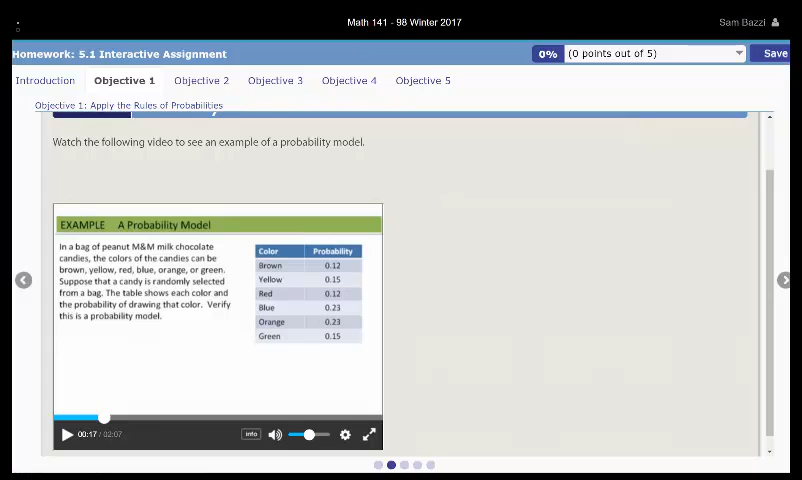 Math 141 - 98 Winter 2017
Sam Bazzi
Homework: 5.1 Interactive Assignment
0%
(0 points out of 5)
Save
Introduction
Objective 1
Objective 2
Objective 3
Objective 4
Objective 5
Objective 1: Apply the Rules of Probabilities
Watch the following video to see an example of a probability model.
EXAMPLE A Probability Model
In a bag of peanut M&M milk chocolate
candies, the colors of the candies can be
brown, yellow, red, blue, orange, or green.
Suppose that a candy is randomly selected
from a bag. The table shows each color and
the probability of drawing that color. Verify
this is a probability model.
Color Probability
Brown 0.12
Yellow 0.15
Red 0.12
Blue 0.23
Orange 0.23
Green 0.15
00:17 / 02:07
info